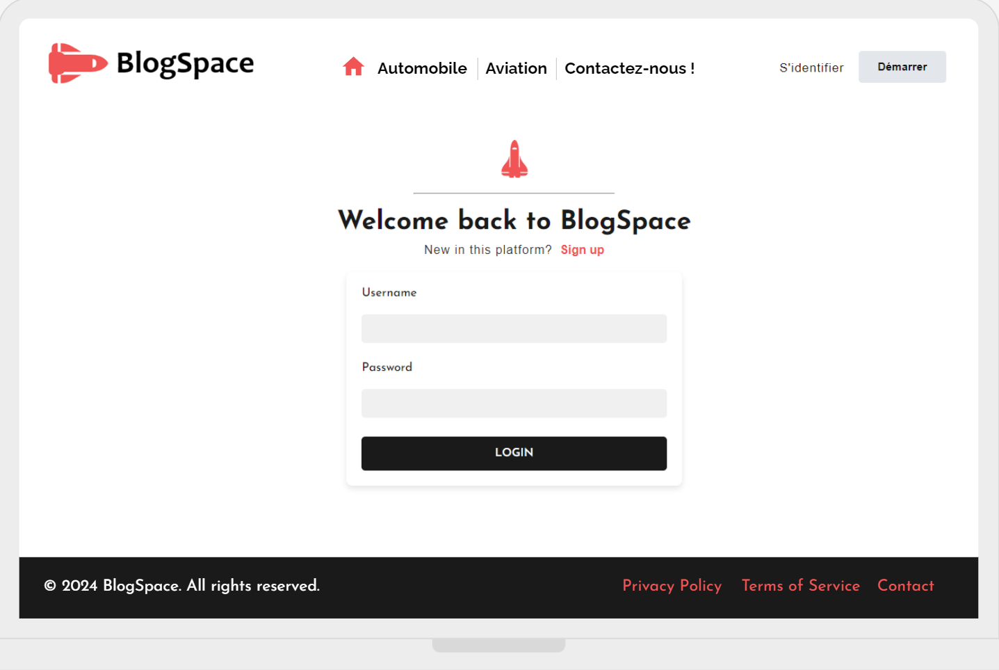 BlogSpace
Automobile Aviation Contactez-nous !
S'identifier Démarrer
Welcome back to BlogSpace
New in this platform? Sign up
Username
Password
LOGIN
© 2024 BlogSpace. All rights reserved.
Privacy Policy Terms of Service Contact